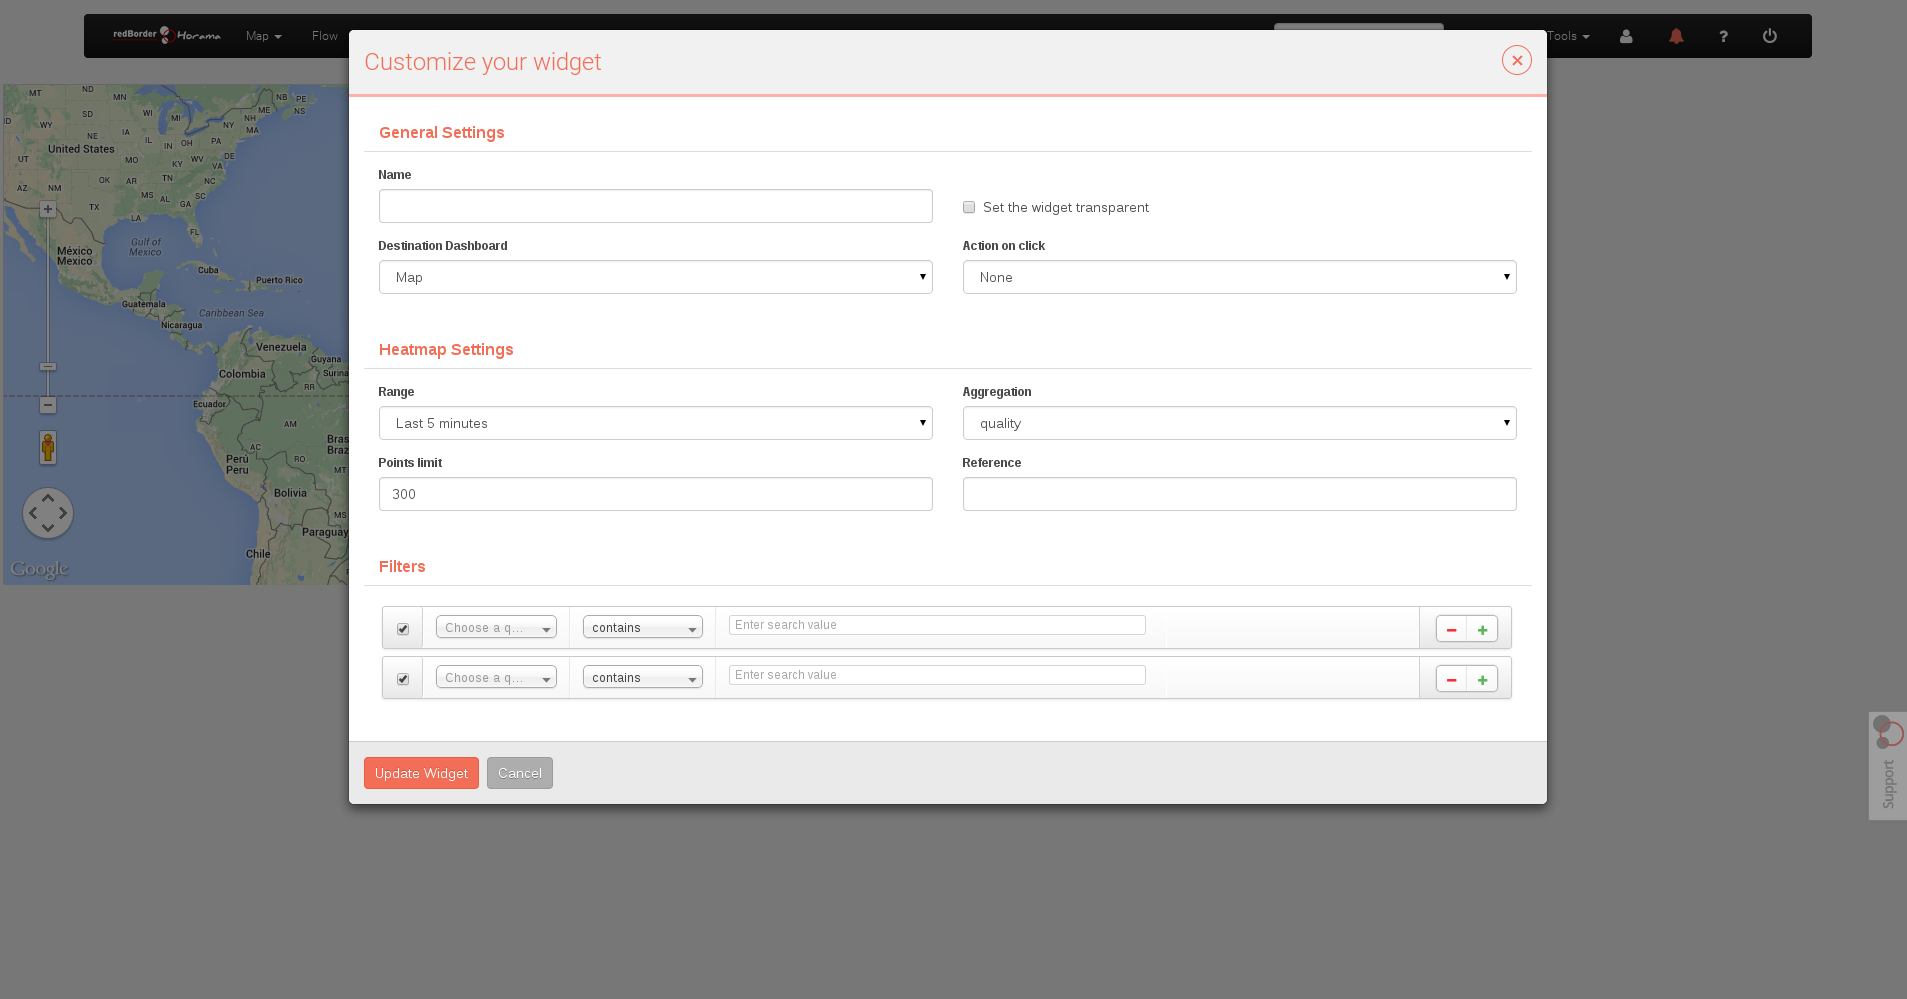 redBorder Horama Map Flow Tools ?
Customize your widget
General Settings
Name
Set the widget transparent
Destination Dashboard Action on click
Map None
Heatmap Settings
Range Aggregation
Last 5 minutes quality
Points limit Reference
300
Filters
Choose a q... contains Enter search value
Choose a q... contains Enter search value
Update Widget Cancel
MT ND MN NB PE
WI MI ME NS
ID WY SD NY NH MA
NE IA IL IN OH PA
United States
UT MO KY WV VA DE
AZ NM OK AR TN NC
MS AL SC
TX LA GA
FL
Gulf of
Mexico
México
Mexico
Cuba
Puerto Rico
Guatemala
Caribbean Sea
Nicaragua
Venezuela
Guyana
Surina
Colombia
RR
Ecuador
AM
AC
Bras
Braz
RO
MT
Perú
Peru
Bolivia
MS
Paraguay
Chile
Google
Support